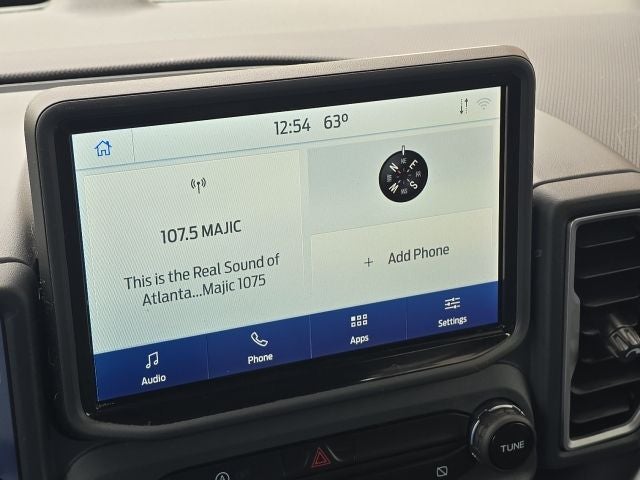 12:54 63°
107.5 MAJIC
This is the Real Sound of
Atlanta...Majic 1075
N
NE
E
S
W
+ Add Phone
Audio
Phone
Apps
Settings
TUNE